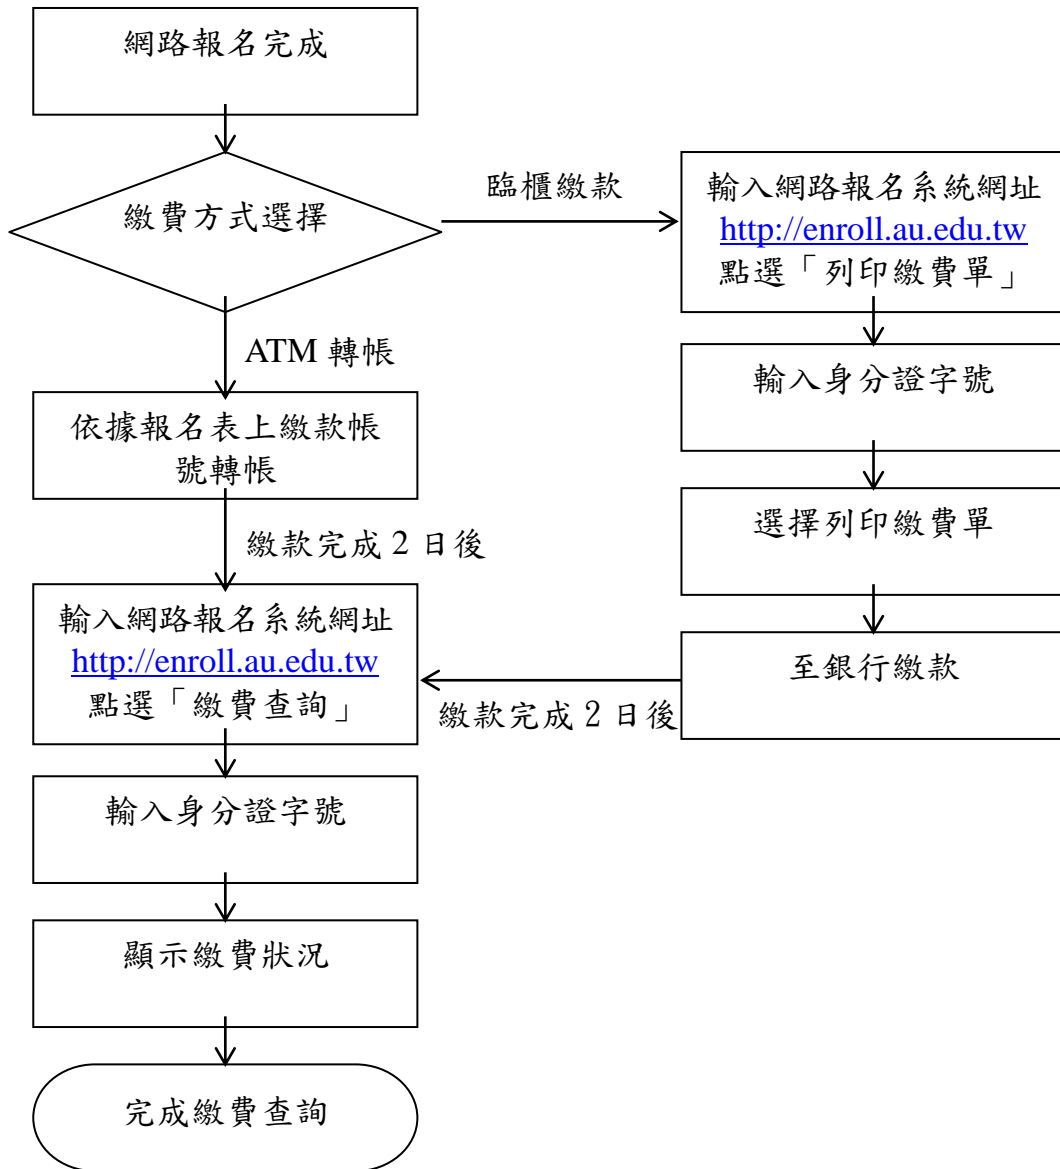 網路報名完成
繳費方式選擇
臨櫃繳款
輸入網路報名系統網址
http://enroll.au.edu.tw
點選「列印繳費單」
輸入身分證字號
選擇列印繳費單
至銀行繳款
繳款完成 2 日後
ATM 轉帳
依據報名表上繳款帳
號轉帳
繳款完成 2 日後
輸入網路報名系統網址
http://enroll.au.edu.tw
點選「繳費查詢」
輸入身分證字號
顯示繳費狀況
完成繳費查詢